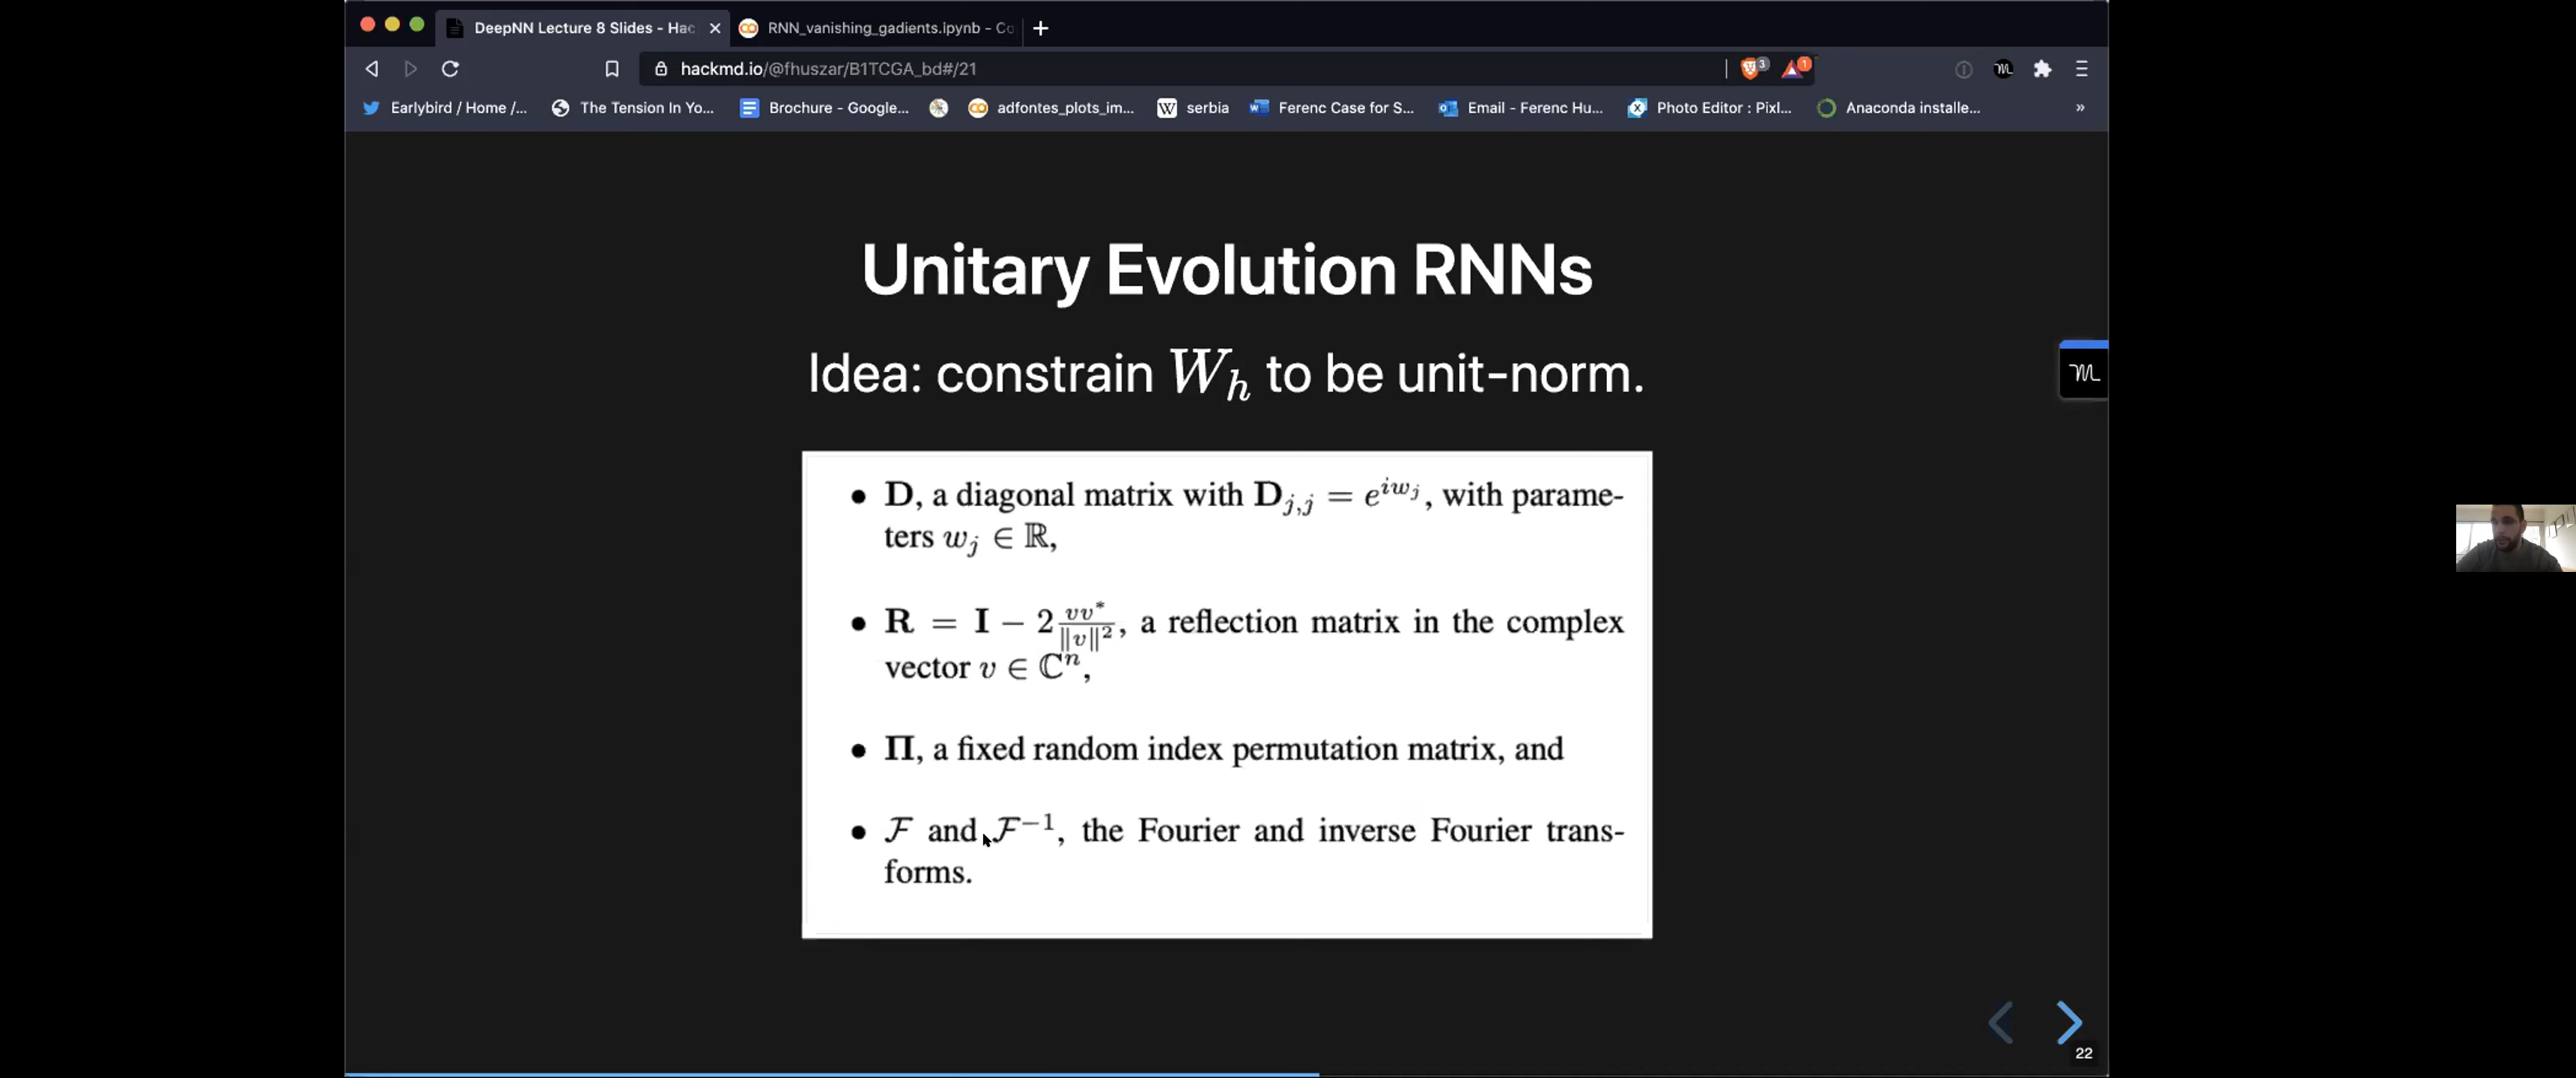 DeepNN Lecture 8 Slides - Hac
RNN_vanishing_gadients.ipynb - Co
hackmd.io/@fhuszar/B1TCGA_bd#/21
3
1
Earlybird / Home /...
The Tension In Yo...
Brochure - Google...
adfontes_plots_im...
W serbia
Ferenc Case for S...
Email - Ferenc Hu...
Photo Editor : Pixl...
Anaconda installe...
»
Unitary Evolution RNNs
Idea: constrain W_h to be unit-norm.
• D, a diagonal matrix with D_{j,j} = e^{iw_j}, with parame-
ters w_j ∈ ℝ,
• R = I − 2 vv*/‖v‖², a reflection matrix in the complex
vector v ∈ ℂⁿ,
• Π, a fixed random index permutation matrix, and
• ℱ and ℱ⁻¹, the Fourier and inverse Fourier trans-
forms.
22